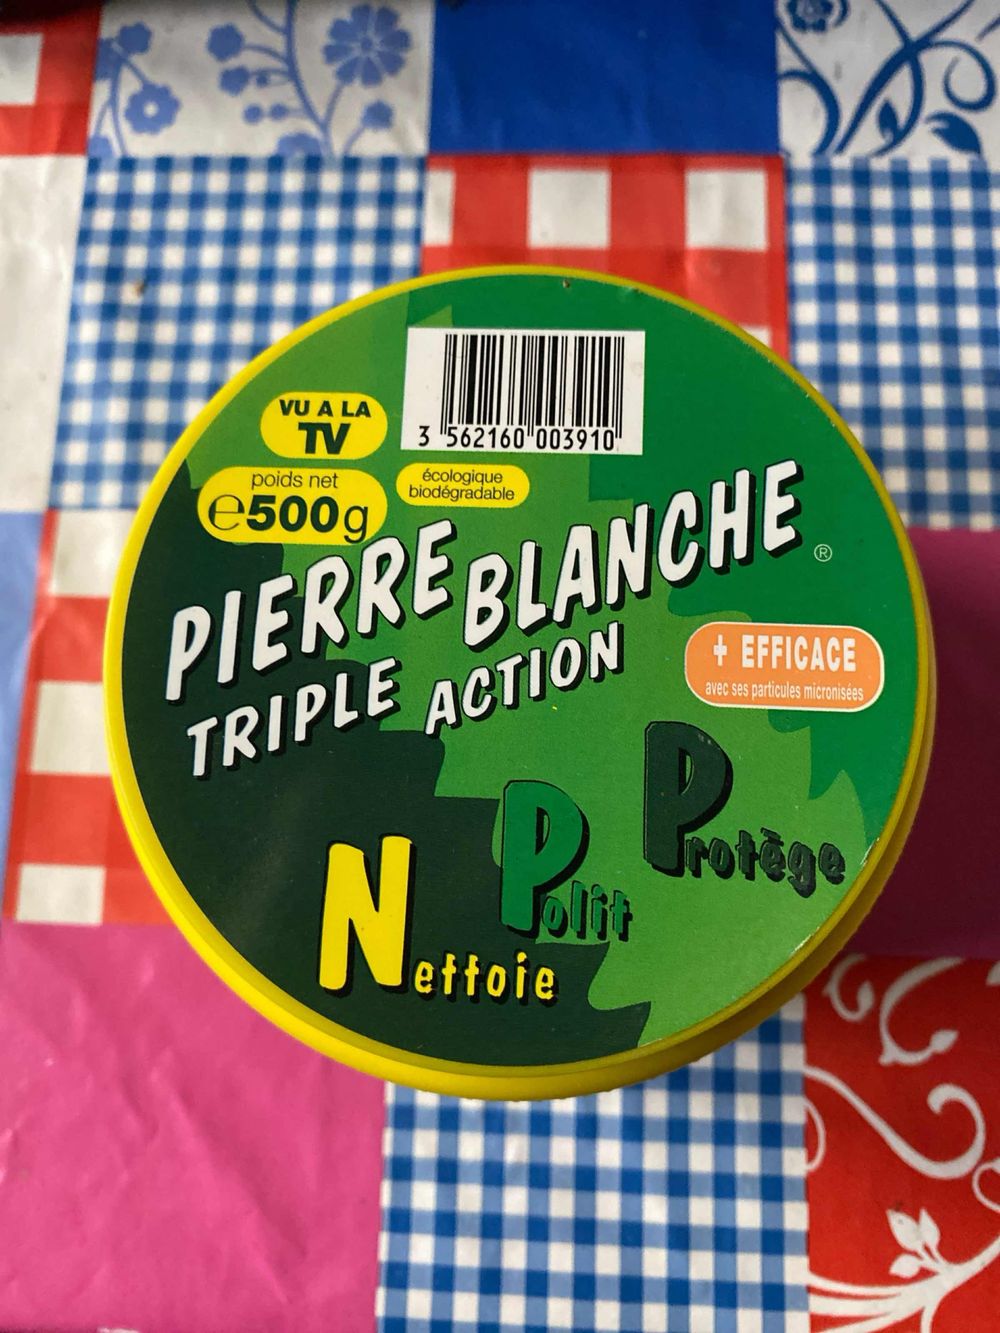 3 562160 003910
VU A LA
TV
poids net
e500g
écologique
biodégradable
PIERRE BLANCHE ®
TRIPLE ACTION
+ EFFICACE
avec ses particules micronisées
Nettoie
Polit
Protège